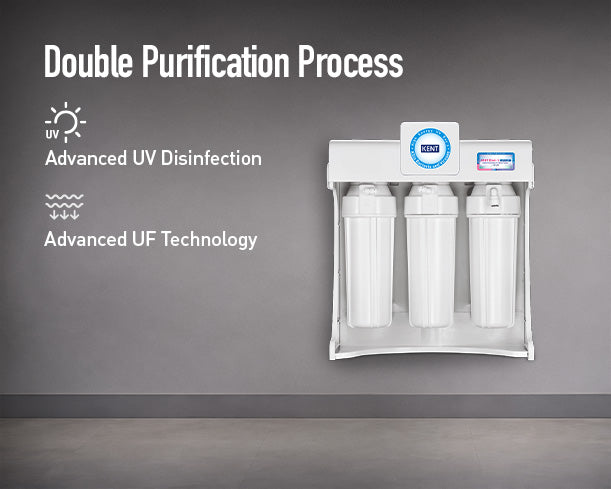 Double Purification Process
UV
Advanced UV Disinfection
Advanced UF Technology
KENT